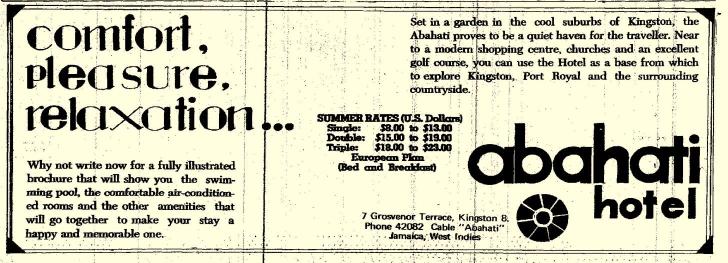 comfort,
pleasure,
relaxation...
Why not write now for a fully illustrated
brochure that will show you the swim-
ming pool, the comfortable air-condition-
ed rooms and the other amenities that
will go together to make your stay a
happy and memorable one.
Set in a garden in the cool suburbs of Kingston, the
Abahati proves to be a quiet haven for the traveller. Near
to a modern shopping centre, churches and an excellent
golf course, you can use the Hotel as a base from which
to explore Kingston, Port Royal and the surrounding
countryside.
SUMMER RATES (U.S. Dollars)
Single: $8.00 to $13.00
Double: $15.00 to $19.00
Triple: $18.00 to $23.00
European Plan
(Bed and Breakfast)
abahati
hotel
7 Grosvenor Terrace, Kingston 8.
Phone 42082 Cable "Abahati"
Jamaica, West Indies